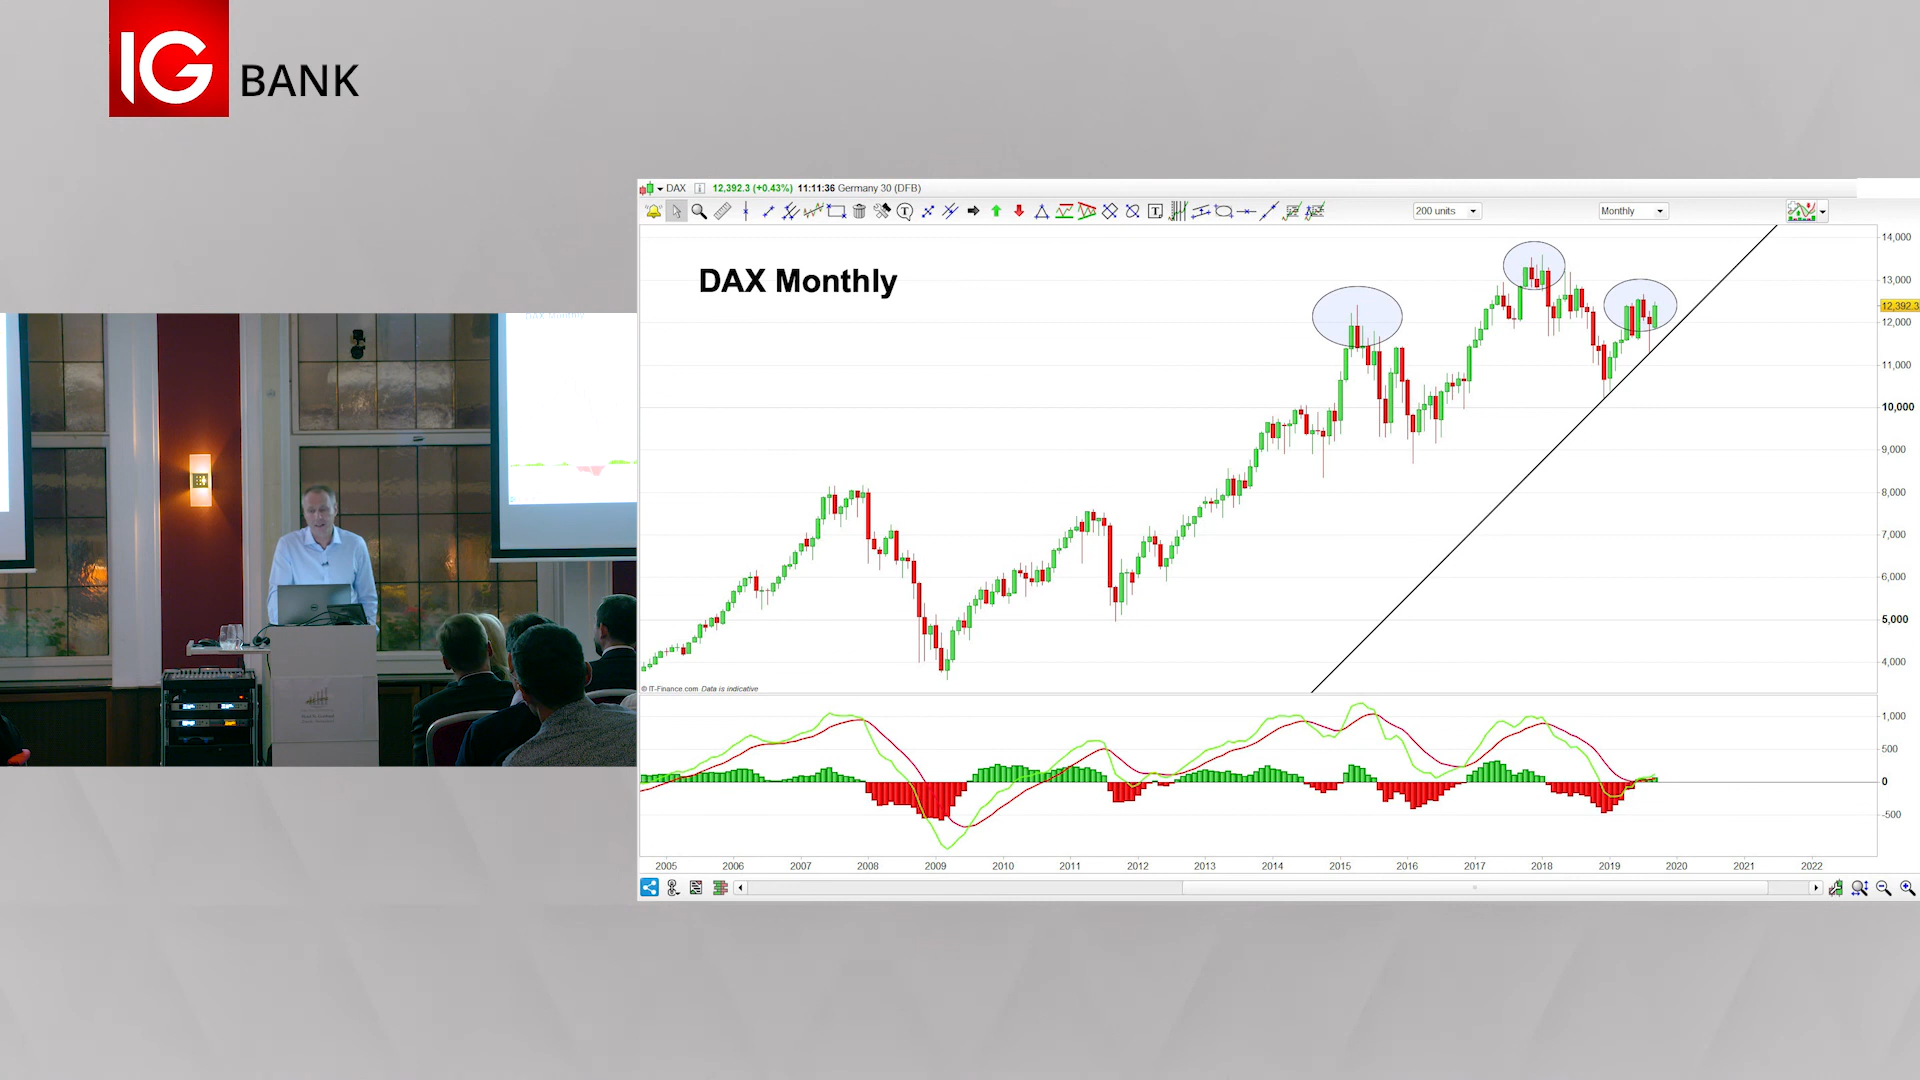 IG BANK
DAX 12,392.3 (+0.43%) 11:11:36 Germany 30 (DFB)
200 units
Monthly
DAX Monthly
14,000
13,000
12,392.3
12,000
11,000
10,000
9,000
8,000
7,000
6,000
5,000
4,000
© IT-Finance.com Data is indicative
1,000
500
0
-500
2005 2006 2007 2008 2009 2010 2011 2012 2013 2014 2015 2016 2017 2018 2019 2020 2021 2022
DAX Monthly
DELL